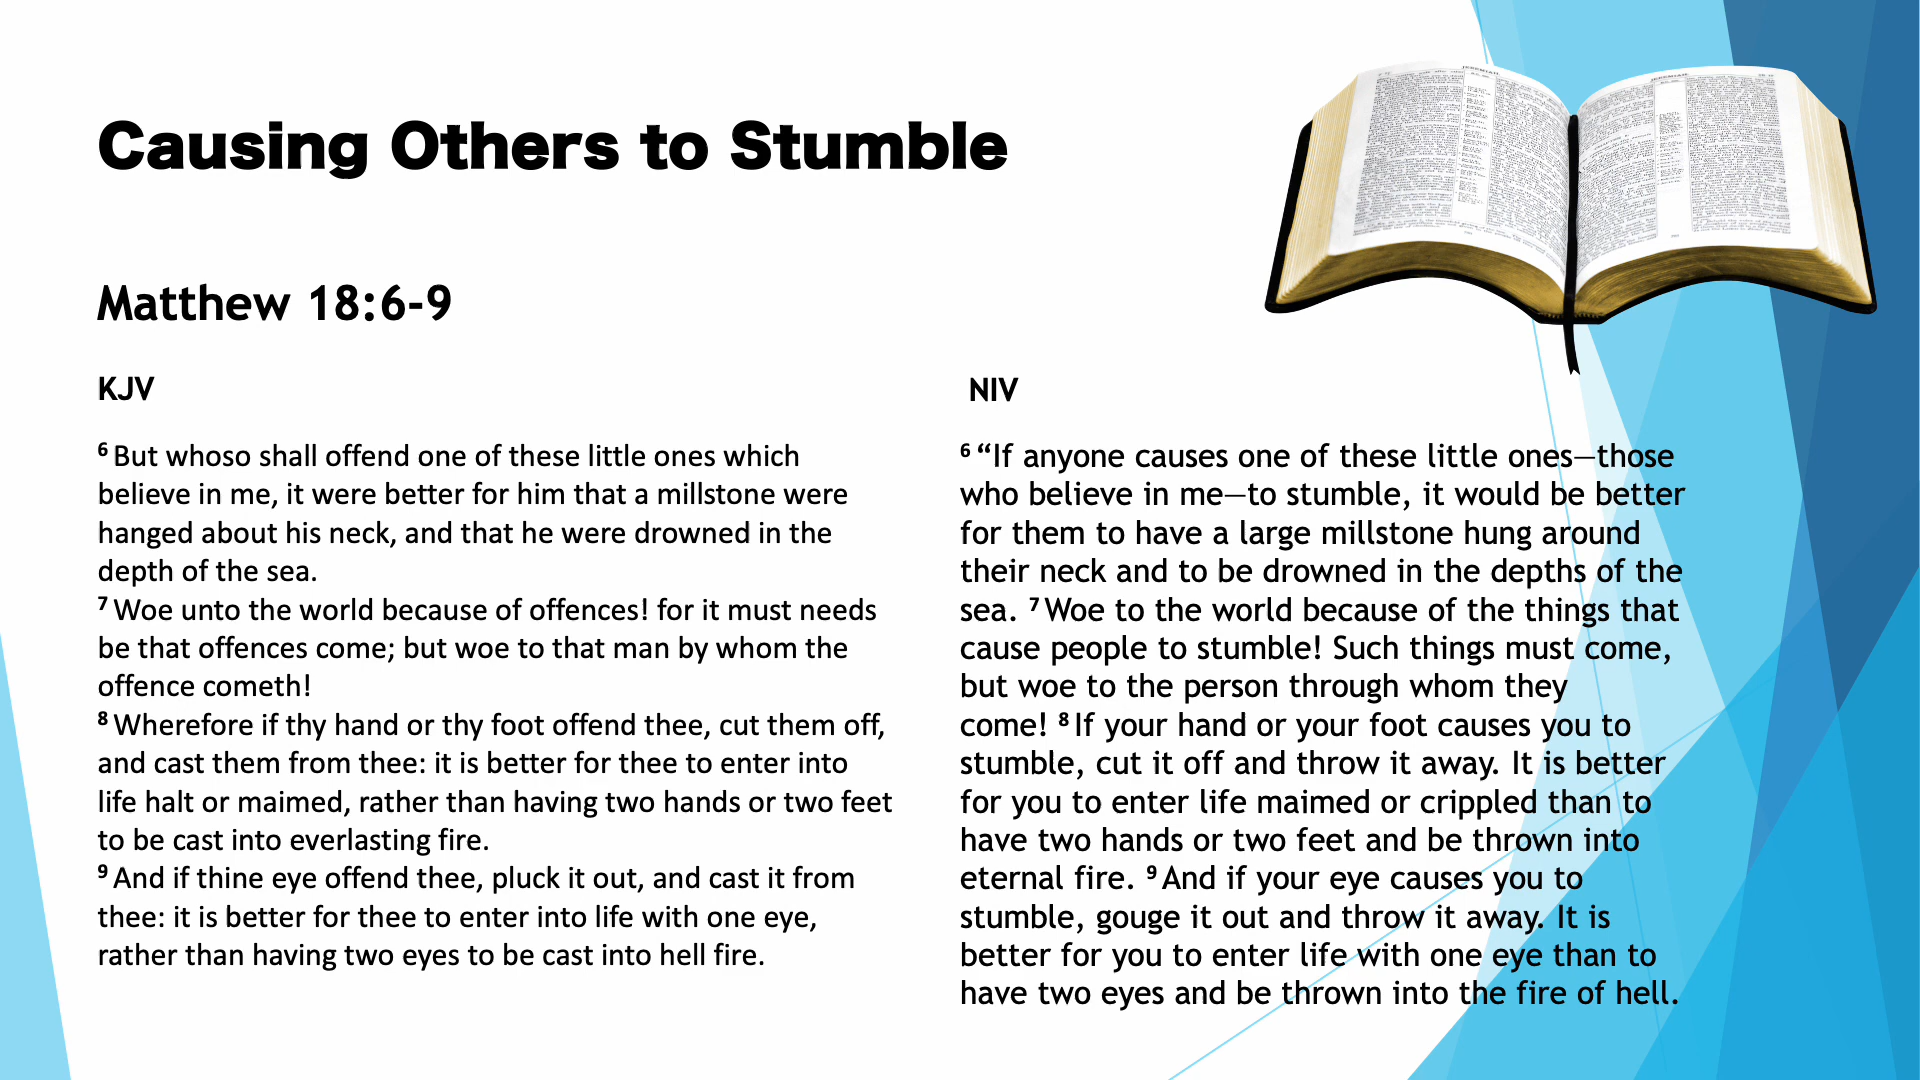 JEREMIAH
JEREMIAH
Causing Others to Stumble
Matthew 18:6-9
KJV
6 But whoso shall offend one of these little ones which
believe in me, it were better for him that a millstone were
hanged about his neck, and that he were drowned in the
depth of the sea.
7 Woe unto the world because of offences! for it must needs
be that offences come; but woe to that man by whom the
offence cometh!
8 Wherefore if thy hand or thy foot offend thee, cut them off,
and cast them from thee: it is better for thee to enter into
life halt or maimed, rather than having two hands or two feet
to be cast into everlasting fire.
9 And if thine eye offend thee, pluck it out, and cast it from
thee: it is better for thee to enter into life with one eye,
rather than having two eyes to be cast into hell fire.
NIV
6 “If anyone causes one of these little ones—those
who believe in me—to stumble, it would be better
for them to have a large millstone hung around
their neck and to be drowned in the depths of the
sea. 7 Woe to the world because of the things that
cause people to stumble! Such things must come,
but woe to the person through whom they
come! 8 If your hand or your foot causes you to
stumble, cut it off and throw it away. It is better
for you to enter life maimed or crippled than to
have two hands or two feet and be thrown into
eternal fire. 9 And if your eye causes you to
stumble, gouge it out and throw it away. It is
better for you to enter life with one eye than to
have two eyes and be thrown into the fire of hell.